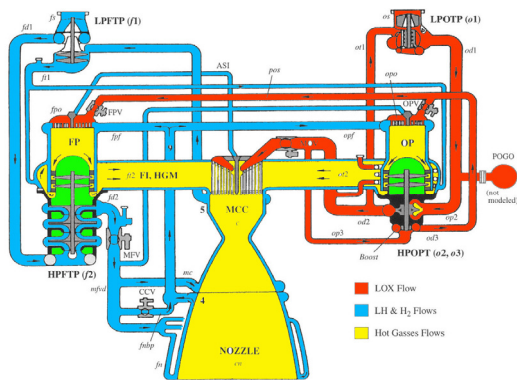 fd1
fs
LPFTP (f1)
LPOTP (o1)
os
ot1
od1
ft1
ASI
pos
opo
fpo
FPV
OPV
FP
fpf
opf
OP
POGO
(not
modeled)
ft2
FI, HGM
ot2
fd2
S
MCC
c
od2
op2
op3
od3
Boost
HPOPT (o2, o3)
HPFTP (f2)
MFV
mfvd
mc
CCV
4
fnbp
fn
NOZZLE
cn
LOX Flow
LH & H2 Flows
Hot Gasses Flows